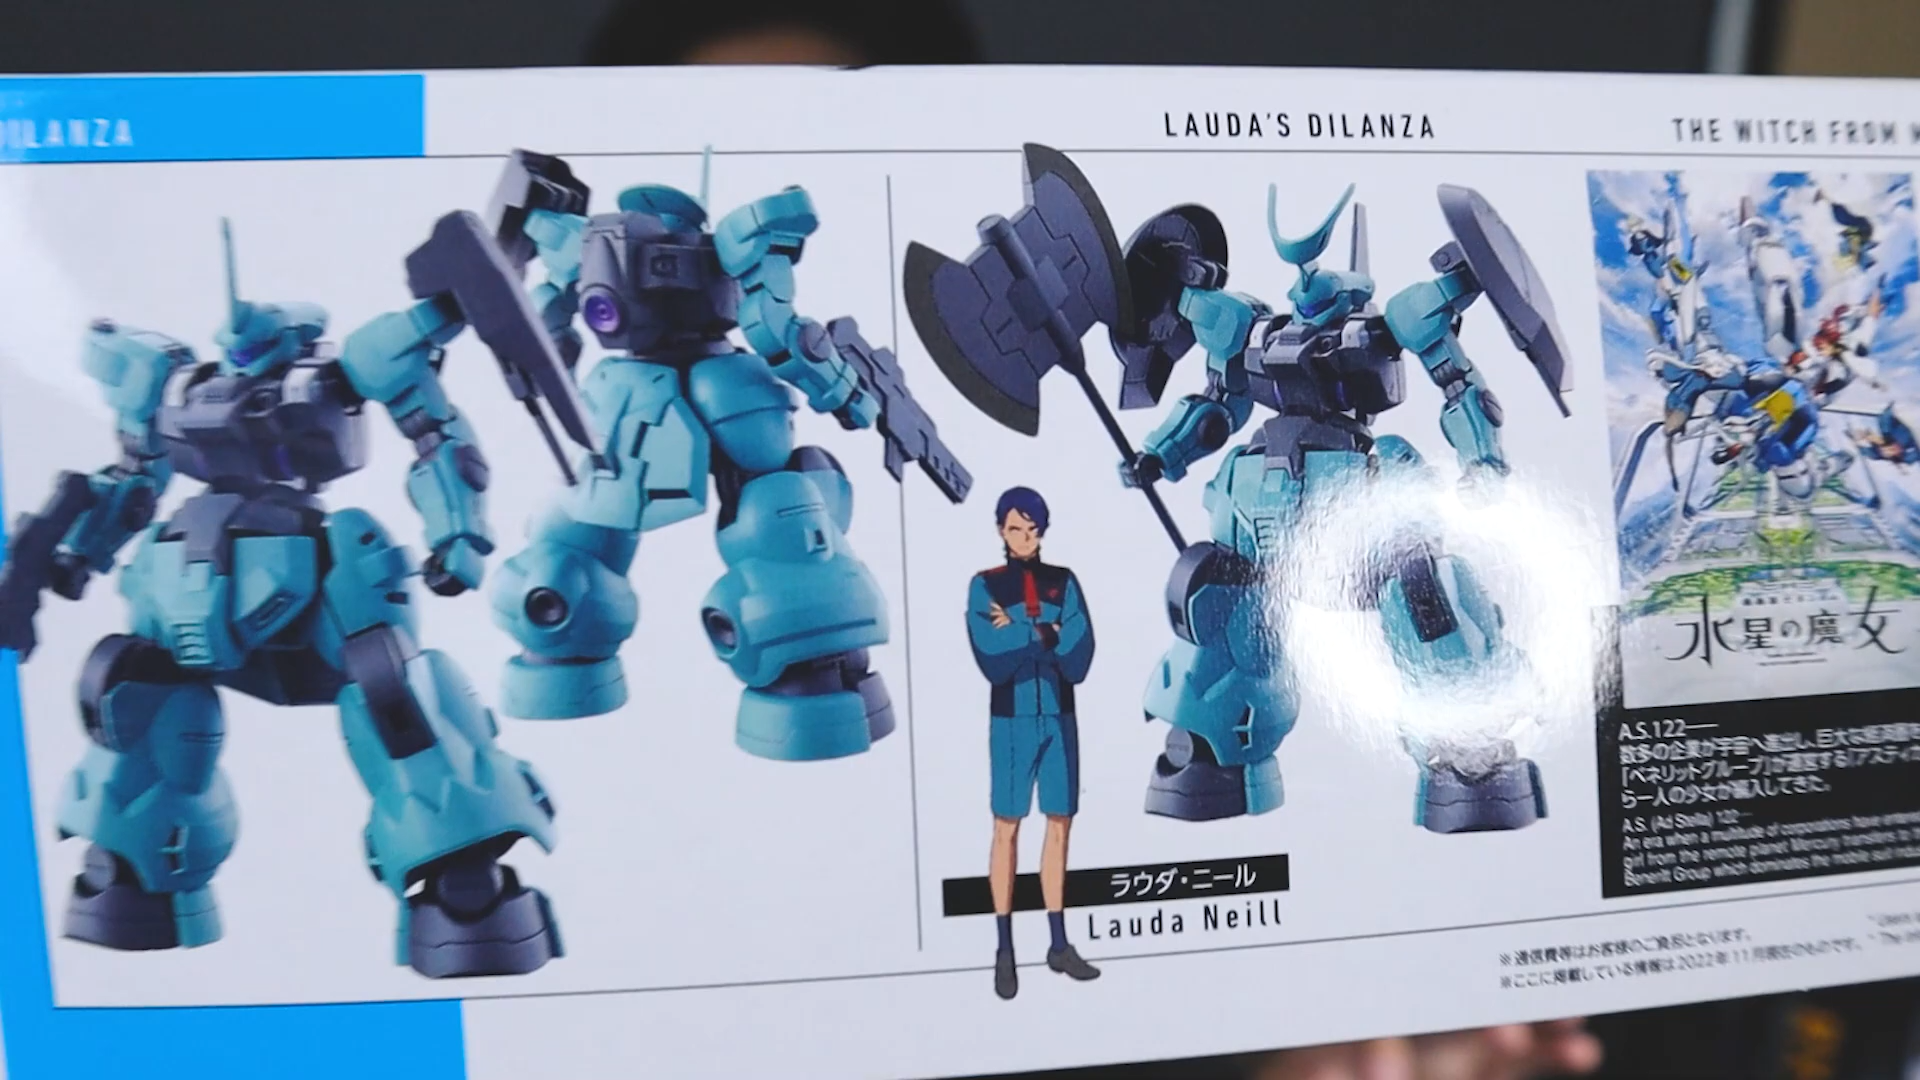 DILANZA
LAUDA'S DILANZA
THE WITCH FROM
水星の魔女
A.S.122
数多の企業が宇宙へ進出し、巨大な経済圏を
「ベネリットグループ」が運営する「アスティカ
ら一人の少女が編入してきた。
A.S. (Ad Stella) 122
An era when a multitude of corporations have
girl from the remote planet Mercury transfers to
Benerit Group which dominates the mobile suit
ラウダ・ニール
Lauda Neill
※通信費等はお客様のご負担となります。
※ここに掲載している情報は2022年11月現在のものです。